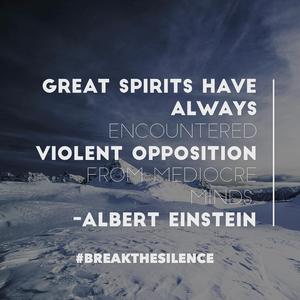 GREAT SPIRITS HAVE
ALWAYS
ENCOUNTERED
VIOLENT OPPOSITION
FROM MEDIOCRE
MINDS.
-ALBERT EINSTEIN
#BREAKTHESILENCE